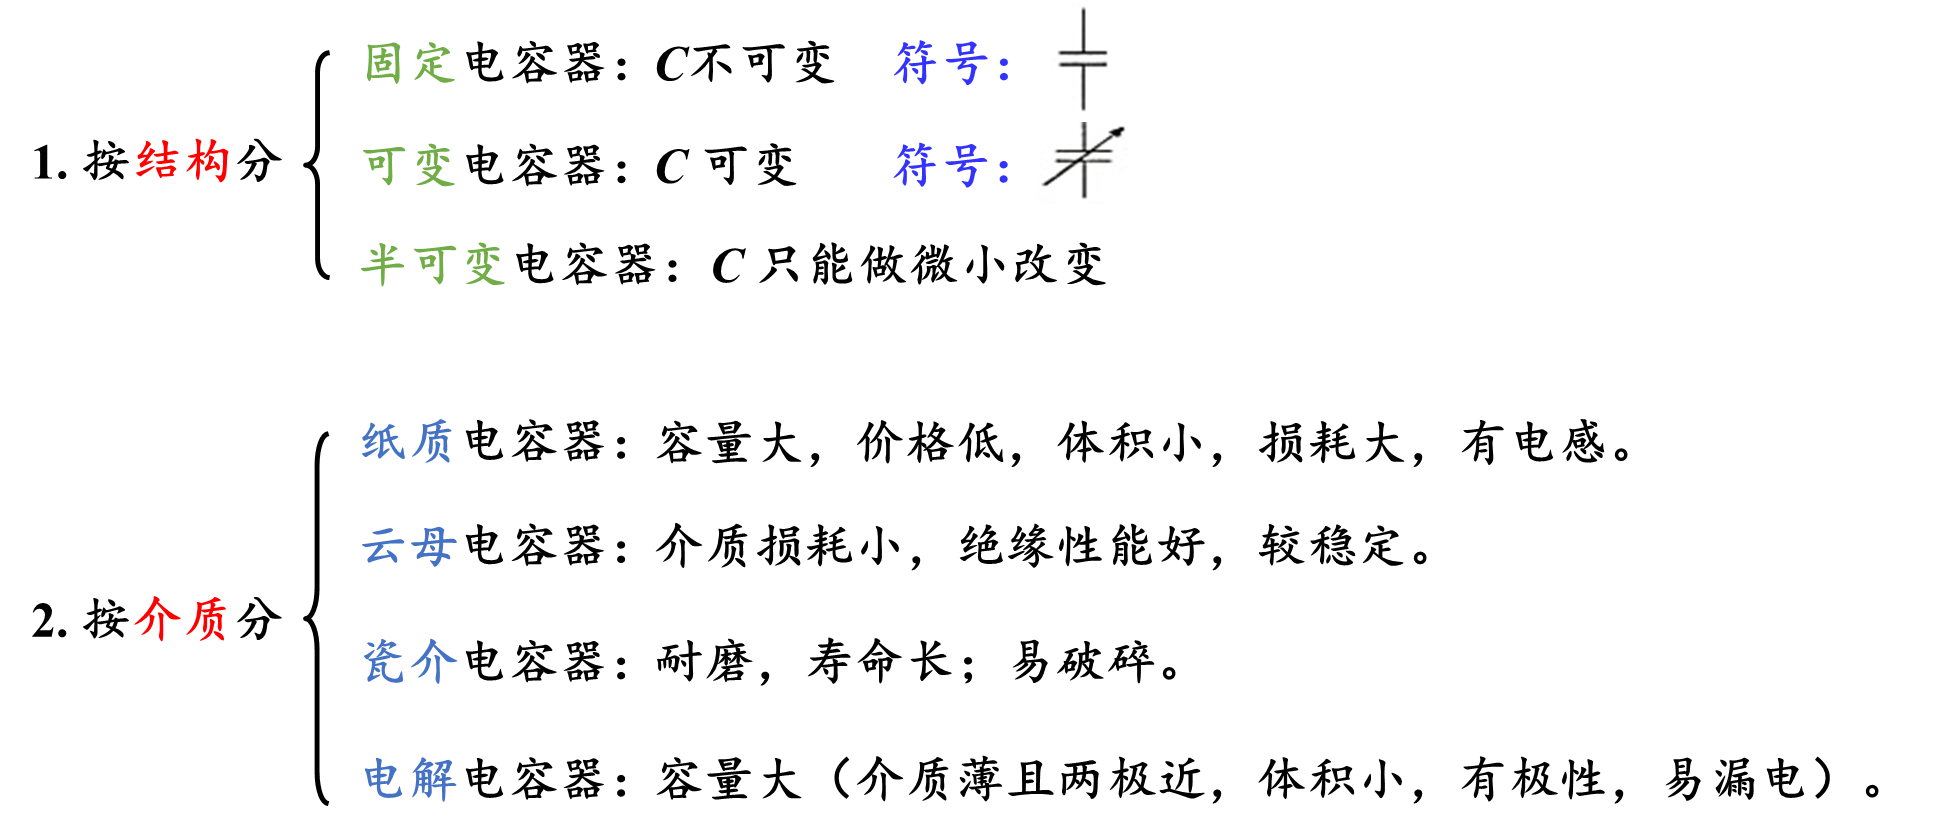 1. 按结构分
固定电容器：C不可变 符号：
可变电容器：C 可变 符号：
半可变电容器：C 只能做微小改变
2. 按介质分
纸质电容器：容量大，价格低，体积小，损耗大，有电感。
云母电容器：介质损耗小，绝缘性能好，较稳定。
瓷介电容器：耐磨，寿命长；易破碎。
电解电容器：容量大（介质薄且两极近，体积小，有极性，易漏电）。